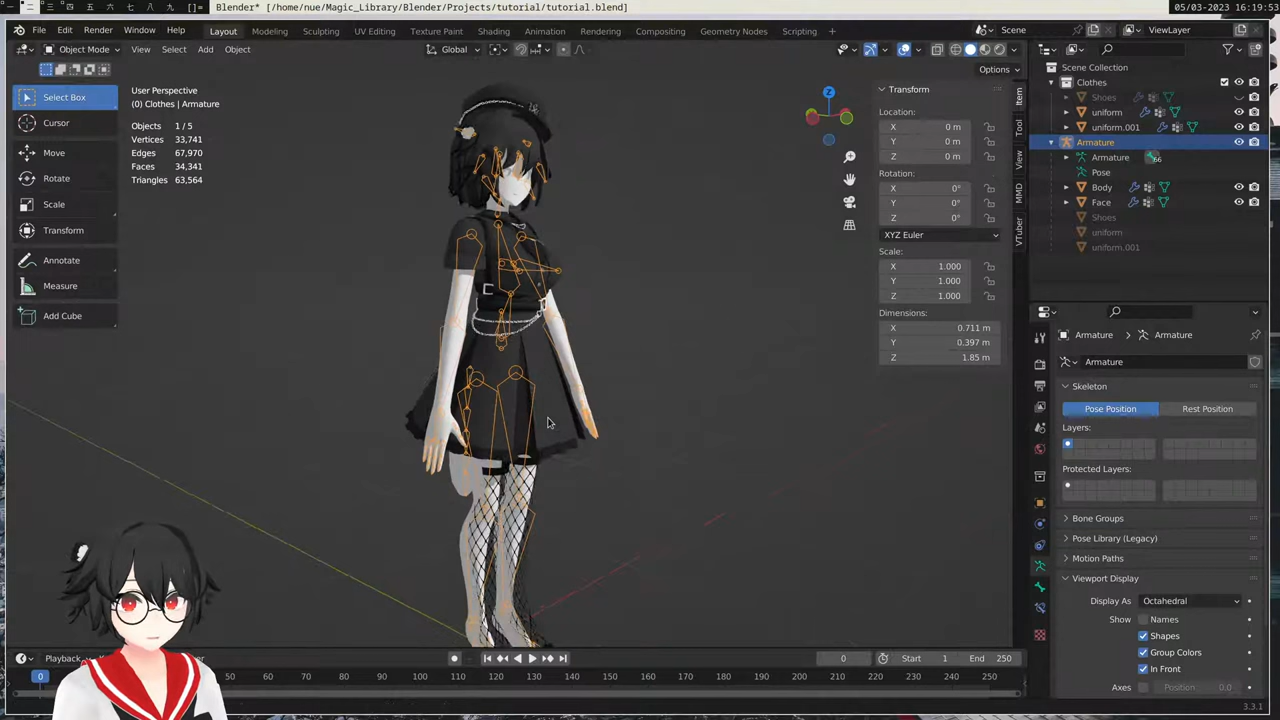 一 二 三 四 五 六 七 八 []= Blender* [/home/nue/Magic_Library/Blender/Projects/tutorial/tutorial.blend] 05/03-2023 16:19:53
File Edit Render Window Help Layout Modeling Sculpting UV Editing Texture Paint Shading Animation Rendering Compositing Geometry Nodes Scripting + Scene ViewLayer
Object Mode View Select Add Object Global
Options
Select Box
Cursor
Move
Rotate
Scale
Transform
Annotate
Measure
Add Cube
User Perspective
(0) Clothes | Armature
Objects 1/5
Vertices 33,741
Edges 67,970
Faces 34,341
Triangles 63,564
Z
Transform
Location:
X 0 m
Y 0 m
Z 0 m
Rotation:
X 0°
Y 0°
Z 0°
XYZ Euler
Scale:
X 1.000
Y 1.000
Z 1.000
Dimensions:
X 0.711 m
Y 0.397 m
Z 1.85 m
Item
Tool
View
MMD
VTuber
Scene Collection
Clothes
Shoes
uniform
uniform.001
Armature
Armature 66
Pose
Body
Face
Shoes
uniform
uniform.001
Armature Armature
Armature
Skeleton
Pose Position Rest Position
Layers:
Protected Layers:
Bone Groups
Pose Library (Legacy)
Motion Paths
Viewport Display
Display As Octahedral
Show Names
Shapes
Group Colors
In Front
Axes Position 0.0
Playback
0 Start 1 End 250
0 70 80 90 100 110 120 130 140 150 160 170 180 190 200 210 220 230 240 250
3.3.1